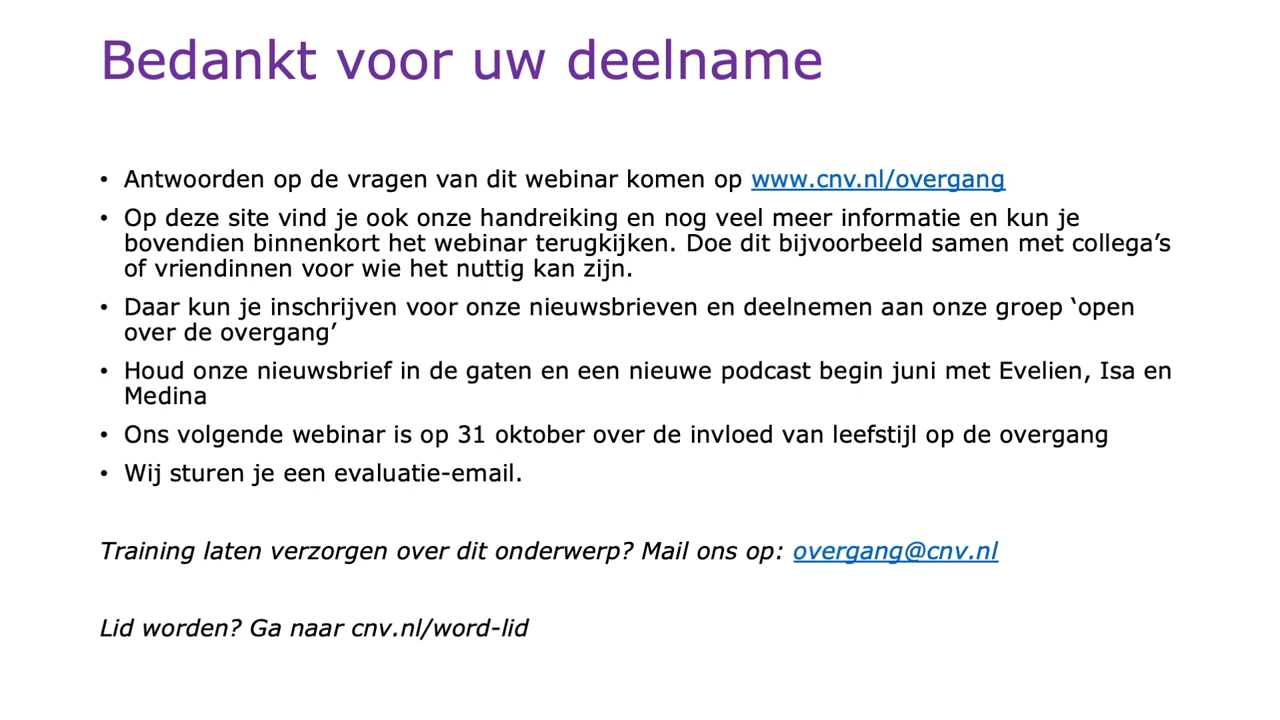 Bedankt voor uw deelname
• Antwoorden op de vragen van dit webinar komen op www.cnv.nl/overgang
• Op deze site vind je ook onze handreiking en nog veel meer informatie en kun je
bovendien binnenkort het webinar terugkijken. Doe dit bijvoorbeeld samen met collega’s
of vriendinnen voor wie het nuttig kan zijn.
• Daar kun je inschrijven voor onze nieuwsbrieven en deelnemen aan onze groep ‘open
over de overgang’
• Houd onze nieuwsbrief in de gaten en een nieuwe podcast begin juni met Evelien, Isa en
Medina
• Ons volgende webinar is op 31 oktober over de invloed van leefstijl op de overgang
• Wij sturen je een evaluatie-email.
Training laten verzorgen over dit onderwerp? Mail ons op: overgang@cnv.nl
Lid worden? Ga naar cnv.nl/word-lid